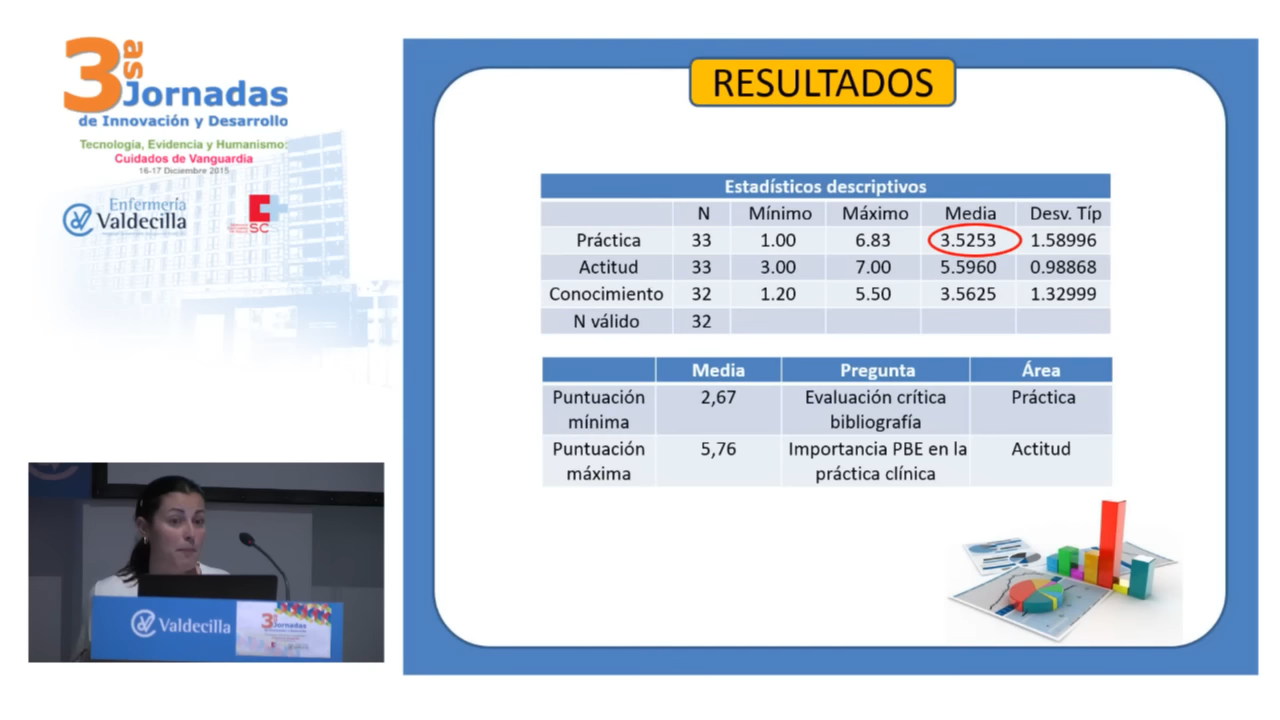 3as Jornadas
de Innovación y Desarrollo
Tecnología, Evidencia y Humanismo:
Cuidados de Vanguardia
16-17 Diciembre 2015
Enfermería
Valdecilla
SC
RESULTADOS
Estadísticos descriptivos
N Mínimo Máximo Media Desv. Típ
Práctica 33 1.00 6.83 3.5253 1.58996
Actitud 33 3.00 7.00 5.5960 0.98868
Conocimiento 32 1.20 5.50 3.5625 1.32999
N válido 32
Media Pregunta Área
Puntuación mínima 2,67 Evaluación crítica bibliografía Práctica
Puntuación máxima 5,76 Importancia PBE en la práctica clínica Actitud
Valdecilla
3as Jornadas